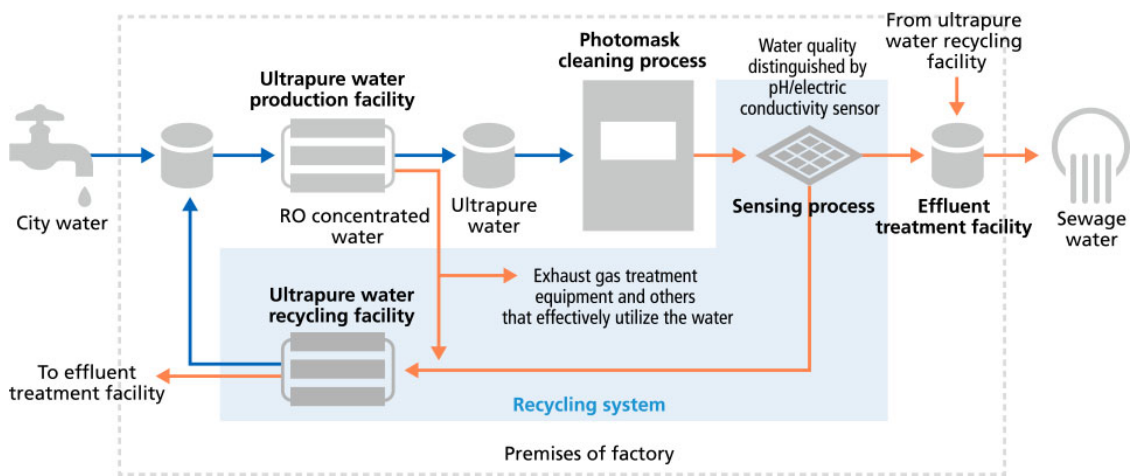 From ultrapure
water recycling
facility
Photomask
cleaning process
Water quality
distinguished by
pH/electric
conductivity sensor
Ultrapure water
production facility
City water
RO concentrated
water
Ultrapure
water
Sensing process
Effluent
treatment facility
Sewage
water
Exhaust gas treatment
equipment and others
that effectively utilize the water
Ultrapure water
recycling facility
To effluent
treatment facility
Recycling system
Premises of factory